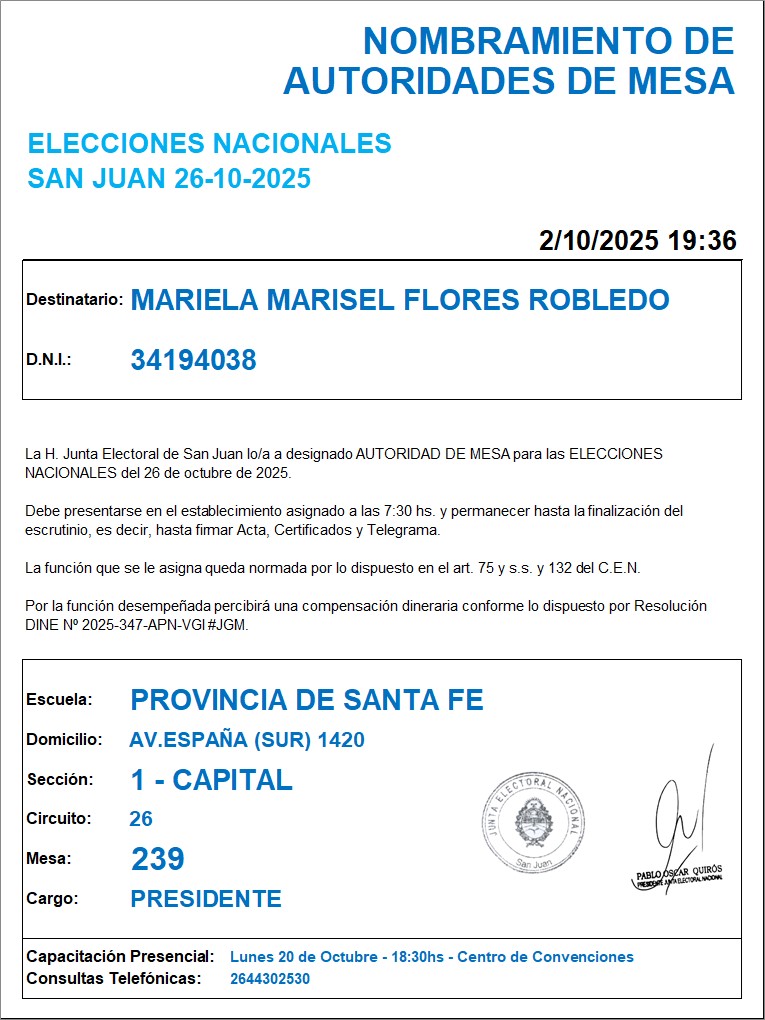 NOMBRAMIENTO DE
AUTORIDADES DE MESA
ELECCIONES NACIONALES
SAN JUAN 26-10-2025
2/10/2025 19:36
Destinatario: MARIELA MARISEL FLORES ROBLEDO
D.N.I.: 34194038
La H. Junta Electoral de San Juan lo/a a designado AUTORIDAD DE MESA para las ELECCIONES
NACIONALES del 26 de octubre de 2025.
Debe presentarse en el establecimiento asignado a las 7:30 hs. y permanecer hasta la finalización del
escrutinio, es decir, hasta firmar Acta, Certificados y Telegrama.
La función que se le asigna queda normada por lo dispuesto en el art. 75 y s.s. y 132 del C.E.N.
Por la función desempeñada percibirá una compensación dineraria conforme lo dispuesto por Resolución
DINE Nº 2025-347-APN-VGI#JGM.
Escuela: PROVINCIA DE SANTA FE
Domicilio: AV.ESPAÑA (SUR) 1420
Sección: 1 - CAPITAL
Circuito: 26
Mesa: 239
Cargo: PRESIDENTE
JUNTA ELECTORAL NACIONAL
San Juan
PABLO OSCAR QUIRÓS
PRESIDENTE JUNTA ELECTORAL NACIONAL
Capacitación Presencial: Lunes 20 de Octubre - 18:30hs - Centro de Convenciones
Consultas Telefónicas: 2644302530